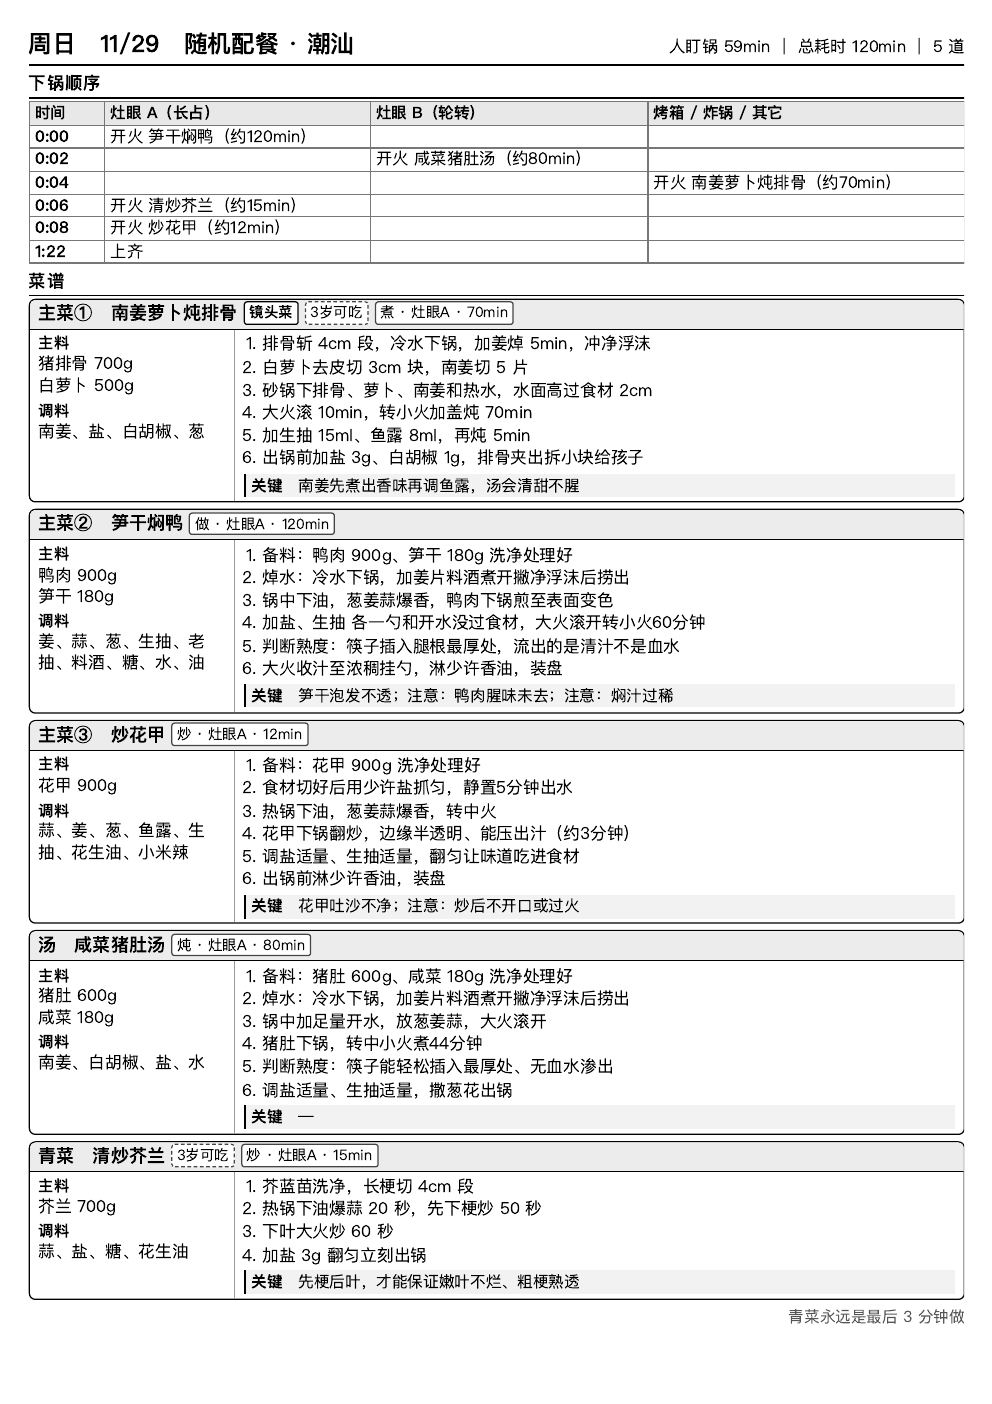 周日 11/29 随机配餐 · 潮汕
人盯锅 59min ｜ 总耗时 120min ｜ 5 道
下锅顺序
时间 灶眼 A（长占） 灶眼 B（轮转） 烤箱 / 炸锅 / 其它
0:00 开火 笋干焖鸭（约120min）
0:02 开火 咸菜猪肚汤（约80min）
0:04 开火 南姜萝卜炖排骨（约70min）
0:06 开火 清炒芥兰（约15min）
0:08 开火 炒花甲（约12min）
1:22 上齐
菜谱
主菜① 南姜萝卜炖排骨 镜头菜 3岁可吃 煮 · 灶眼A · 70min
主料
猪排骨 700g
白萝卜 500g
调料
南姜、盐、白胡椒、葱
1. 排骨斩 4cm 段，冷水下锅，加姜焯 5min，冲净浮沫
2. 白萝卜去皮切 3cm 块，南姜切 5 片
3. 砂锅下排骨、萝卜、南姜和热水，水面高过食材 2cm
4. 大火滚 10min，转小火加盖炖 70min
5. 加生抽 15ml、鱼露 8ml，再炖 5min
6. 出锅前加盐 3g、白胡椒 1g，排骨夹出拆小块给孩子
关键 南姜先煮出香味再调鱼露，汤会清甜不腥
主菜② 笋干焖鸭 做 · 灶眼A · 120min
主料
鸭肉 900g
笋干 180g
调料
姜、蒜、葱、生抽、老
抽、料酒、糖、水、油
1. 备料：鸭肉 900g、笋干 180g 洗净处理好
2. 焯水：冷水下锅，加姜片料酒煮开撇净浮沫后捞出
3. 锅中下油，葱姜蒜爆香，鸭肉下锅煎至表面变色
4. 加盐、生抽 各一勺和开水没过食材，大火滚开转小火60分钟
5. 判断熟度：筷子插入腿根最厚处，流出的是清汁不是血水
6. 大火收汁至浓稠挂勺，淋少许香油，装盘
关键 笋干泡发不透；注意：鸭肉腥味未去；注意：焖汁过稀
主菜③ 炒花甲 炒 · 灶眼A · 12min
主料
花甲 900g
调料
蒜、姜、葱、鱼露、生
抽、花生油、小米辣
1. 备料：花甲 900g 洗净处理好
2. 食材切好后用少许盐抓匀，静置5分钟出水
3. 热锅下油，葱姜蒜爆香，转中火
4. 花甲下锅翻炒，边缘半透明、能压出汁（约3分钟）
5. 调盐适量、生抽适量，翻匀让味道吃进食材
6. 出锅前淋少许香油，装盘
关键 花甲吐沙不净；注意：炒后不开口或过火
汤 咸菜猪肚汤 炖 · 灶眼A · 80min
主料
猪肚 600g
咸菜 180g
调料
南姜、白胡椒、盐、水
1. 备料：猪肚 600g、咸菜 180g 洗净处理好
2. 焯水：冷水下锅，加姜片料酒煮开撇净浮沫后捞出
3. 锅中加足量开水，放葱姜蒜，大火滚开
4. 猪肚下锅，转中小火煮44分钟
5. 判断熟度：筷子能轻松插入最厚处、无血水渗出
6. 调盐适量、生抽适量，撒葱花出锅
关键 —
青菜 清炒芥兰 3岁可吃 炒 · 灶眼A · 15min
主料
芥兰 700g
调料
蒜、盐、糖、花生油
1. 芥蓝苗洗净，长梗切 4cm 段
2. 热锅下油爆蒜 20 秒，先下梗炒 50 秒
3. 下叶大火炒 60 秒
4. 加盐 3g 翻匀立刻出锅
关键 先梗后叶，才能保证嫩叶不烂、粗梗熟透
青菜永远是最后 3 分钟做